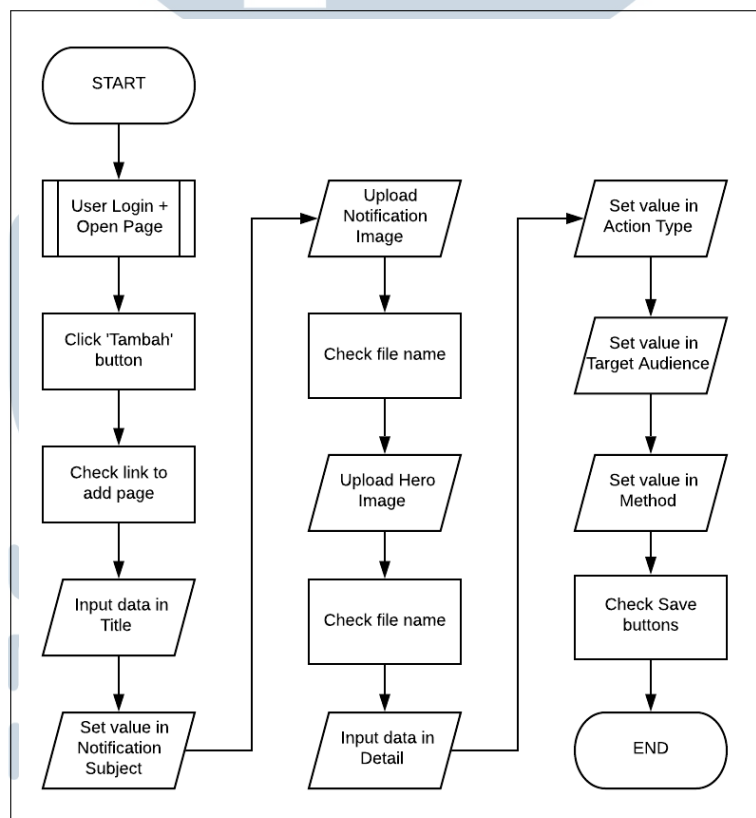 START
User Login +
Open Page
Click 'Tambah'
button
Check link to
add page
Input data in
Title
Set value in
Notification
Subject
Upload
Notification
Image
Check file name
Upload Hero
Image
Check file name
Input data in
Detail
Set value in
Action Type
Set value in
Target Audience
Set value in
Method
Check Save
buttons
END